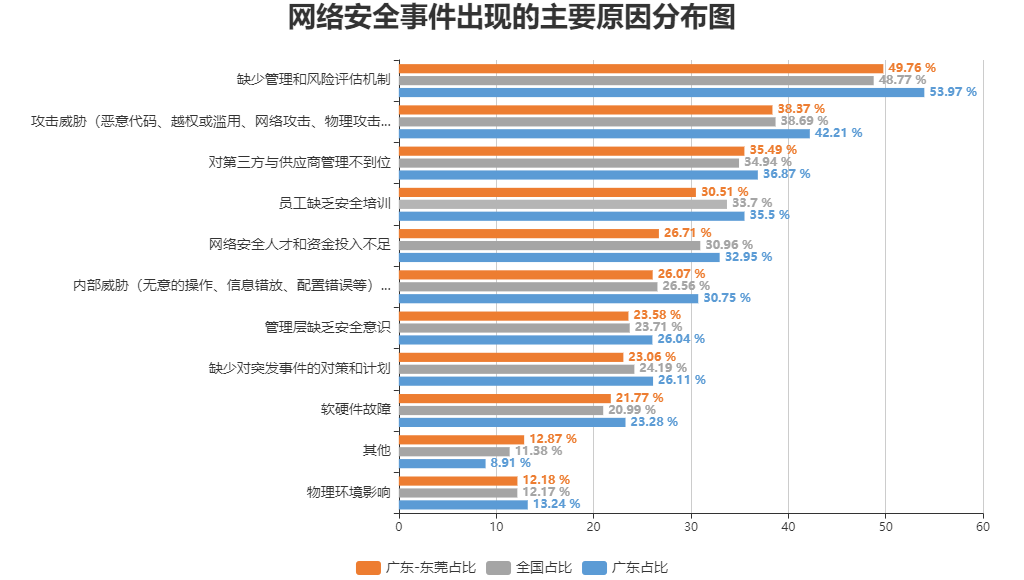 网络安全事件出现的主要原因分布图
缺少管理和风险评估机制
49.76 %
48.77 %
53.97 %
攻击威胁（恶意代码、越权或滥用、网络攻击、物理攻击...
38.37 %
38.69 %
42.21 %
对第三方与供应商管理不到位
35.49 %
34.94 %
36.87 %
员工缺乏安全培训
30.51 %
33.7 %
35.5 %
网络安全人才和资金投入不足
26.71 %
30.96 %
32.95 %
内部威胁（无意的操作、信息错放、配置错误等）...
26.07 %
26.56 %
30.75 %
管理层缺乏安全意识
23.58 %
23.71 %
26.04 %
缺少对突发事件的对策和计划
23.06 %
24.19 %
26.11 %
软硬件故障
21.77 %
20.99 %
23.28 %
其他
12.87 %
11.38 %
8.91 %
物理环境影响
12.18 %
12.17 %
13.24 %
0 10 20 30 40 50 60
广东-东莞占比 全国占比 广东占比